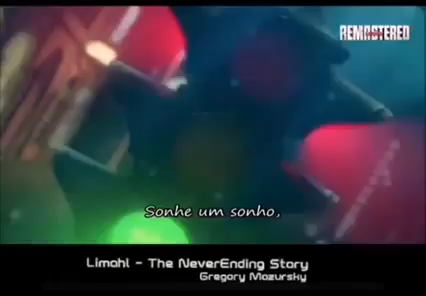 REMASTERED
Sonhe um sonho,
Limahl - The NeverEnding Story
Gregory Mazursky